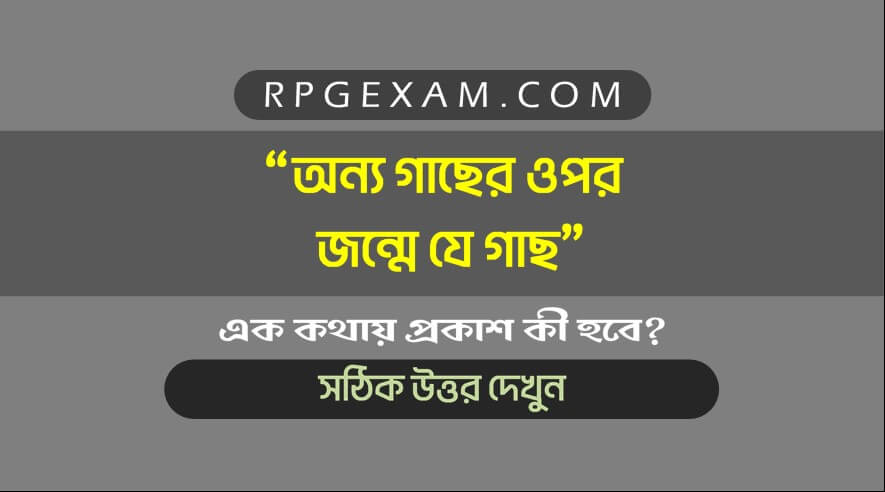 RPGEXAM.COM
“অন্য গাছের ওপর
জন্মে যে গাছ”
এক কথায় প্রকাশ কী হবে?
সঠিক উত্তর দেখুন